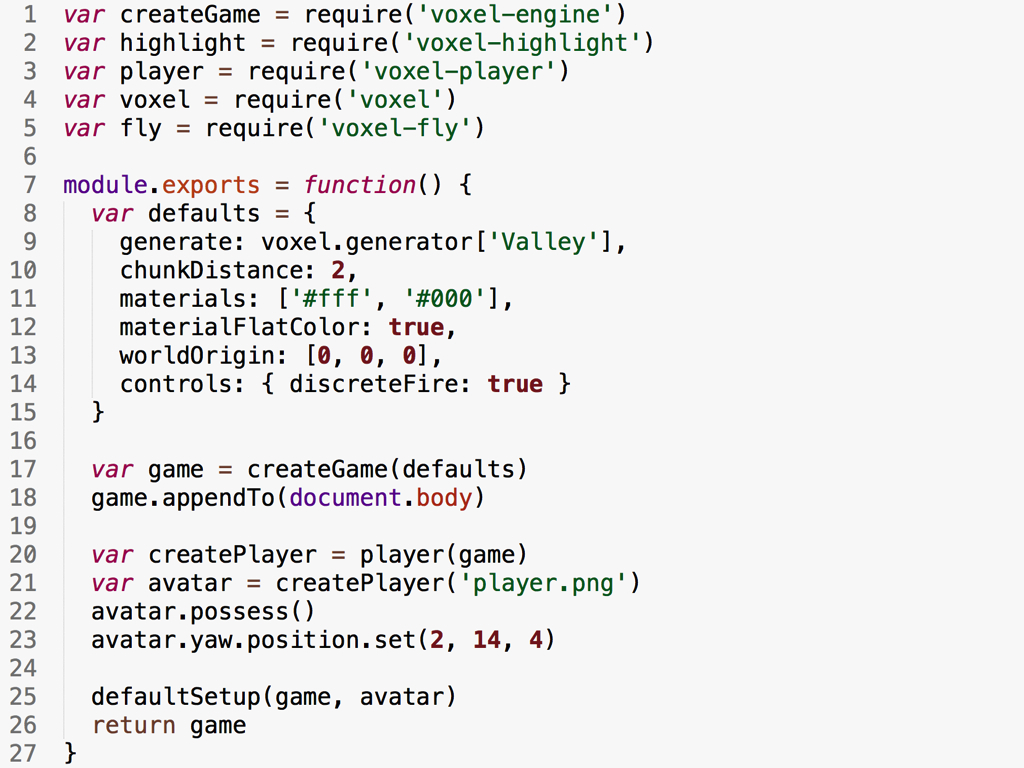 1 var createGame = require('voxel-engine')
2 var highlight = require('voxel-highlight')
3 var player = require('voxel-player')
4 var voxel = require('voxel')
5 var fly = require('voxel-fly')
6
7 module.exports = function() {
8   var defaults = {
9     generate: voxel.generator['Valley'],
10     chunkDistance: 2,
11     materials: ['#fff', '#000'],
12     materialFlatColor: true,
13     worldOrigin: [0, 0, 0],
14     controls: { discreteFire: true }
15   }
16
17   var game = createGame(defaults)
18   game.appendTo(document.body)
19
20   var createPlayer = player(game)
21   var avatar = createPlayer('player.png')
22   avatar.possess()
23   avatar.yaw.position.set(2, 14, 4)
24
25   defaultSetup(game, avatar)
26   return game
27 }